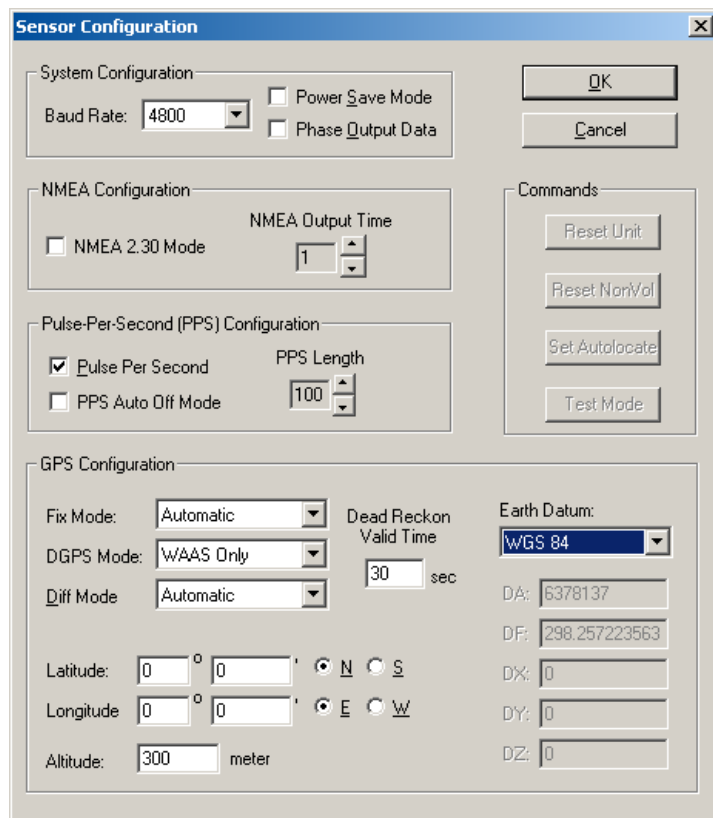 Sensor Configuration
System Configuration
Baud Rate: 4800
Power Save Mode
Phase Output Data
OK
Cancel
NMEA Configuration
NMEA 2.30 Mode
NMEA Output Time
1
Commands
Reset Unit
Reset NonVol
Set Autolocate
Test Mode
Pulse-Per-Second (PPS) Configuration
Pulse Per Second
PPS Auto Off Mode
PPS Length
100
GPS Configuration
Fix Mode: Automatic
DGPS Mode: WAAS Only
Diff Mode Automatic
Dead Reckon
Valid Time
30 sec
Earth Datum:
WGS 84
DA: 6378137
DF: 298.257223563
DX: 0
DY: 0
DZ: 0
Latitude: 0 º 0 ' N S
Longitude 0 º 0 ' E W
Altitude: 300 meter